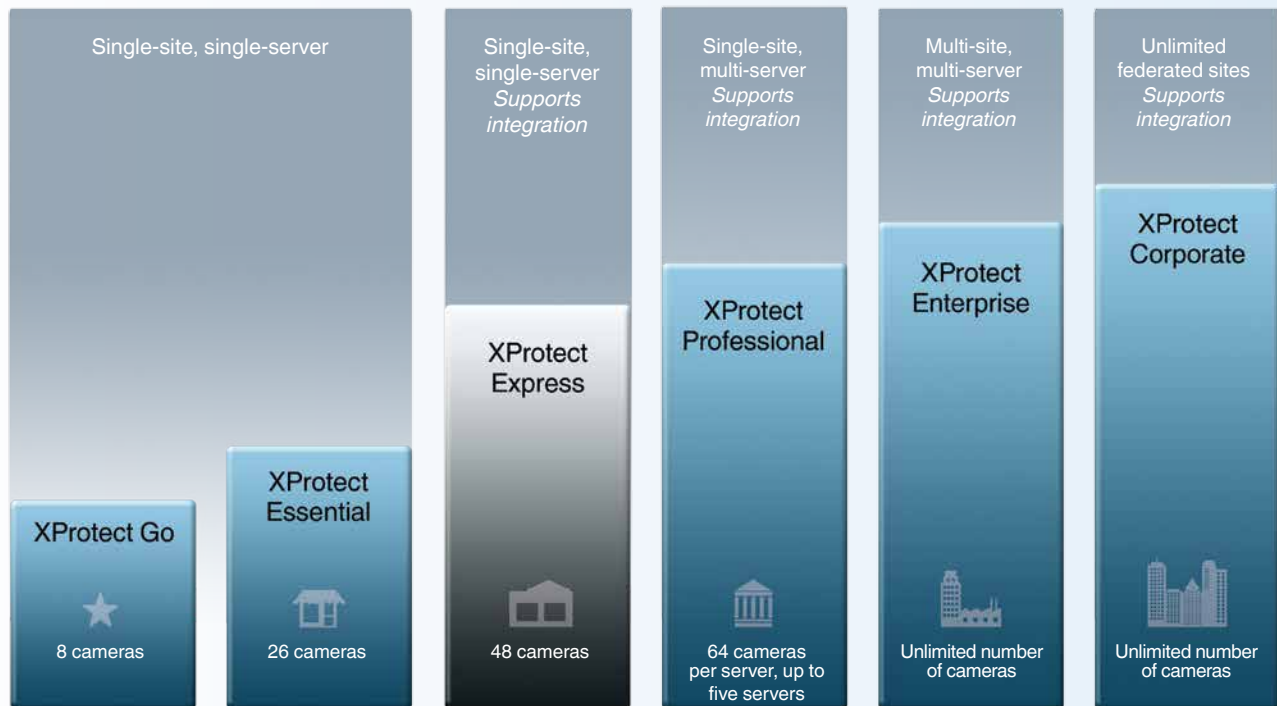 Single-site, single-server
Single-site,
single-server
Supports
integration
Single-site,
multi-server
Supports
integration
Multi-site,
multi-server
Supports
integration
Unlimited
federated sites
Supports
integration
XProtect Go
8 cameras
XProtect
Essential
26 cameras
XProtect
Express
48 cameras
XProtect
Professional
64 cameras
per server, up to
five servers
XProtect
Enterprise
Unlimited number
of cameras
XProtect
Corporate
Unlimited number
of cameras